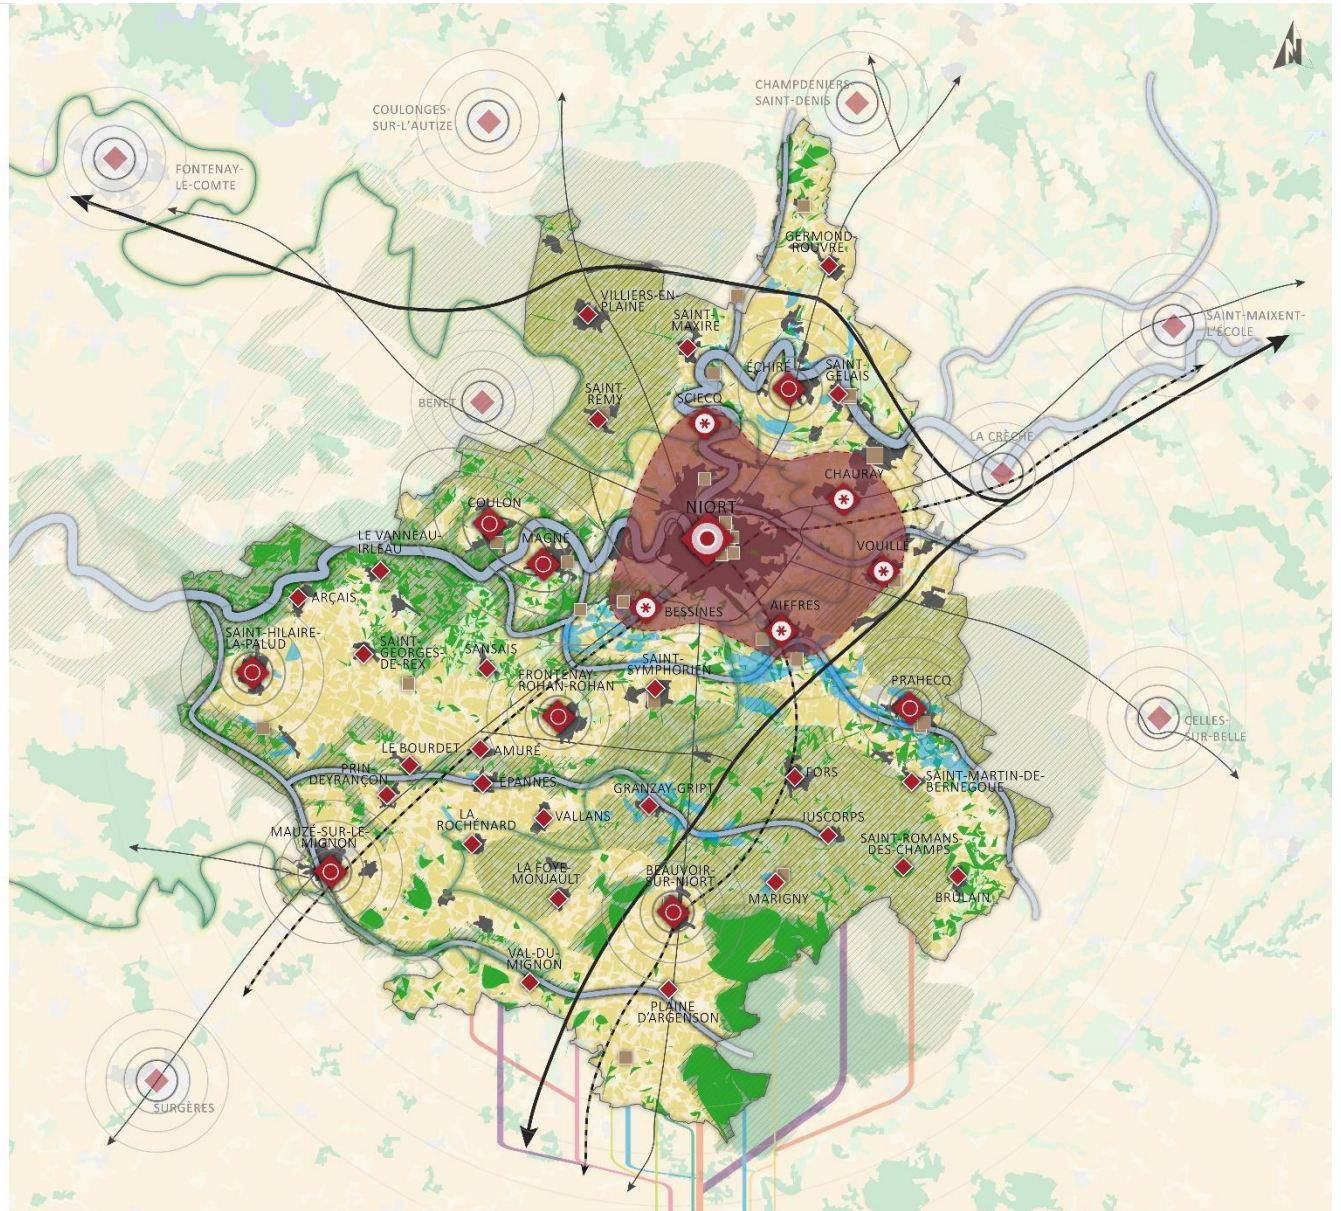 N
CHAMPDENIERS-
SAINT-DENIS
COULONGES-
SUR-L'AUTIZE
FONTENAY-
LE-COMTE
GERMOND-
ROUVRE
VILLIERS-EN-
PLAINE
SAINT-
MAXIRE
SAINT-MAIXENT-
L'ÉCOLE
ÉCHIRÉ
SAINT-
GELAIS
SAINT-
RÉMY
BENET
SCIECQ
LA CRÈCHE
CHAURAY
COULON
NIORT
MAGNÉ
LE VANNEAU-
IRLEAU
VOUILLÉ
ARÇAIS
BESSINES
AIFFRES
SAINT-HILAIRE-
LA-PALUD
SAINT-
GEORGES-
DE-REX
SANSAIS
FRONTENAY-
ROHAN-ROHAN
SAINT-
SYMPHORIEN
PRAHECQ
CELLES-
SUR-BELLE
LE BOURDET
AMURÉ
PRIN-
DEYRANÇON
ÉPANNES
FORS
SAINT-MARTIN-DE-
BERNEGOUE
GRANZAY-GRIPT
LA
ROCHÉNARD
VALLANS
JUSCORPS
MAUZÉ-SUR-LE-
MIGNON
SAINT-ROMANS-
DES-CHAMPS
LA FOYE-
MONJAULT
BEAUVOIR-
SUR-NIORT
MARIGNY
BRÛLAIN
VAL-DU-
MIGNON
PLAINE
D'ARGENSON
SURGÈRES